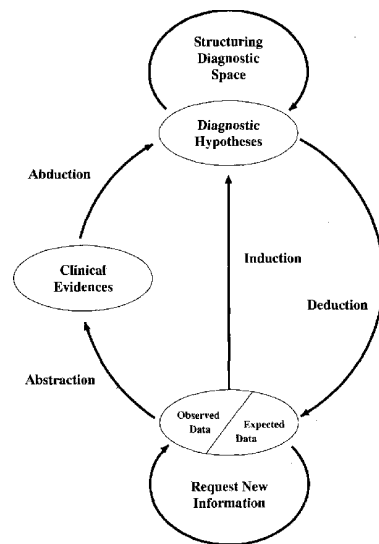 Structuring
Diagnostic
Space
Diagnostic
Hypotheses
Abduction
Induction
Clinical
Evidences
Deduction
Abstraction
Observed
Data
Expected
Data
Request New
Information